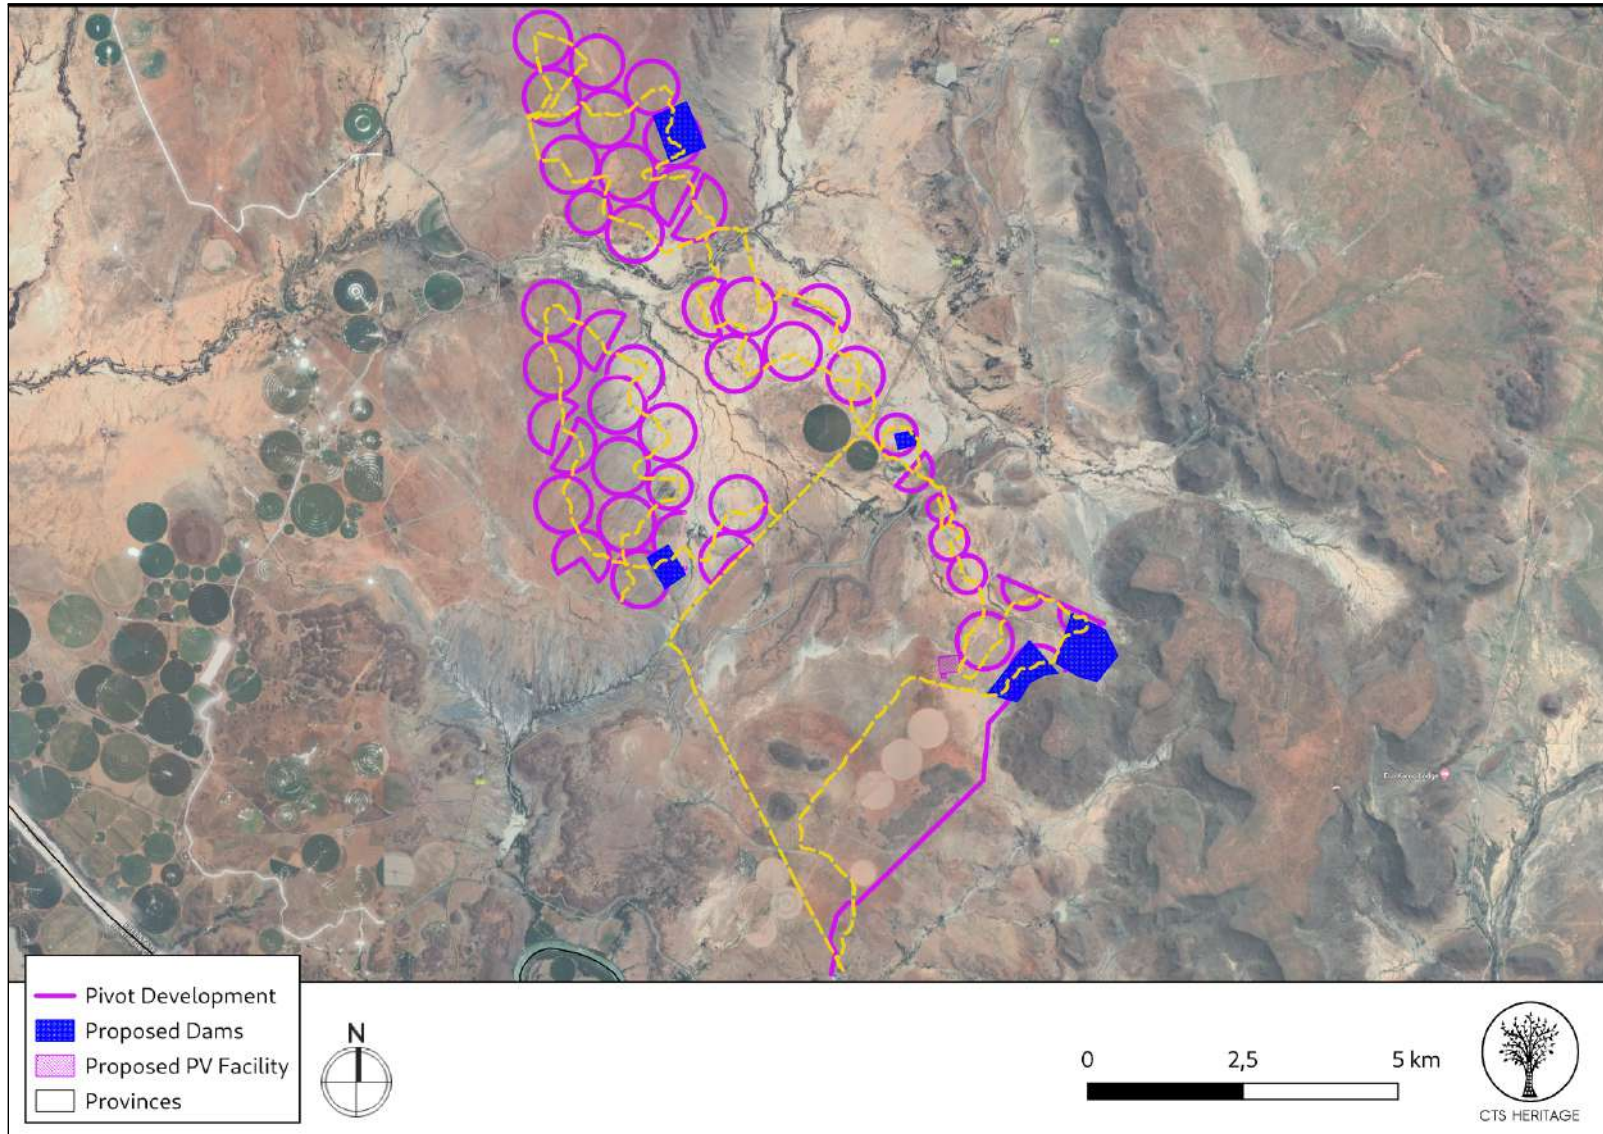 Pivot Development
Proposed Dams
Proposed PV Facility
Provinces
N
0 2,5 5 km
CTS HERITAGE